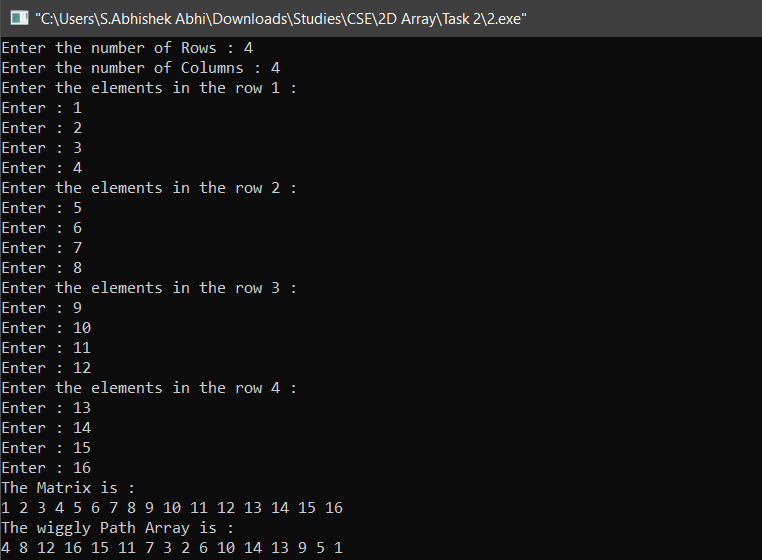 "C:\Users\S.Abhishek Abhi\Downloads\Studies\CSE\2D Array\Task 2\2.exe"
Enter the number of Rows : 4
Enter the number of Columns : 4
Enter the elements in the row 1 :
Enter : 1
Enter : 2
Enter : 3
Enter : 4
Enter the elements in the row 2 :
Enter : 5
Enter : 6
Enter : 7
Enter : 8
Enter the elements in the row 3 :
Enter : 9
Enter : 10
Enter : 11
Enter : 12
Enter the elements in the row 4 :
Enter : 13
Enter : 14
Enter : 15
Enter : 16
The Matrix is :
1 2 3 4 5 6 7 8 9 10 11 12 13 14 15 16
The wiggly Path Array is :
4 8 12 16 15 11 7 3 2 6 10 14 13 9 5 1